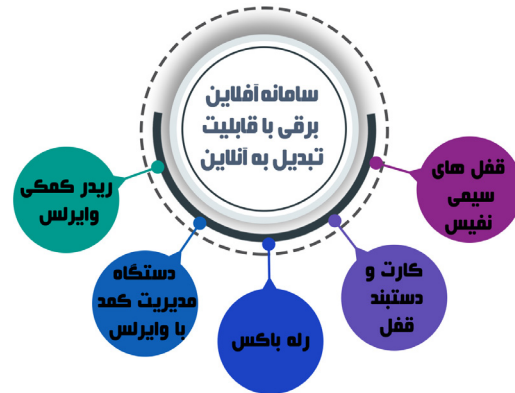 سامانه آفلاین
برقی با قابلیت
تبدیل به آنلاین
قفل های
سیمی
نفیس
کارت و
دستبند
قفل
رله باکس
دستگاه
مدیریت کمد
با وایرلس
ریدر کمکی
وایرلس